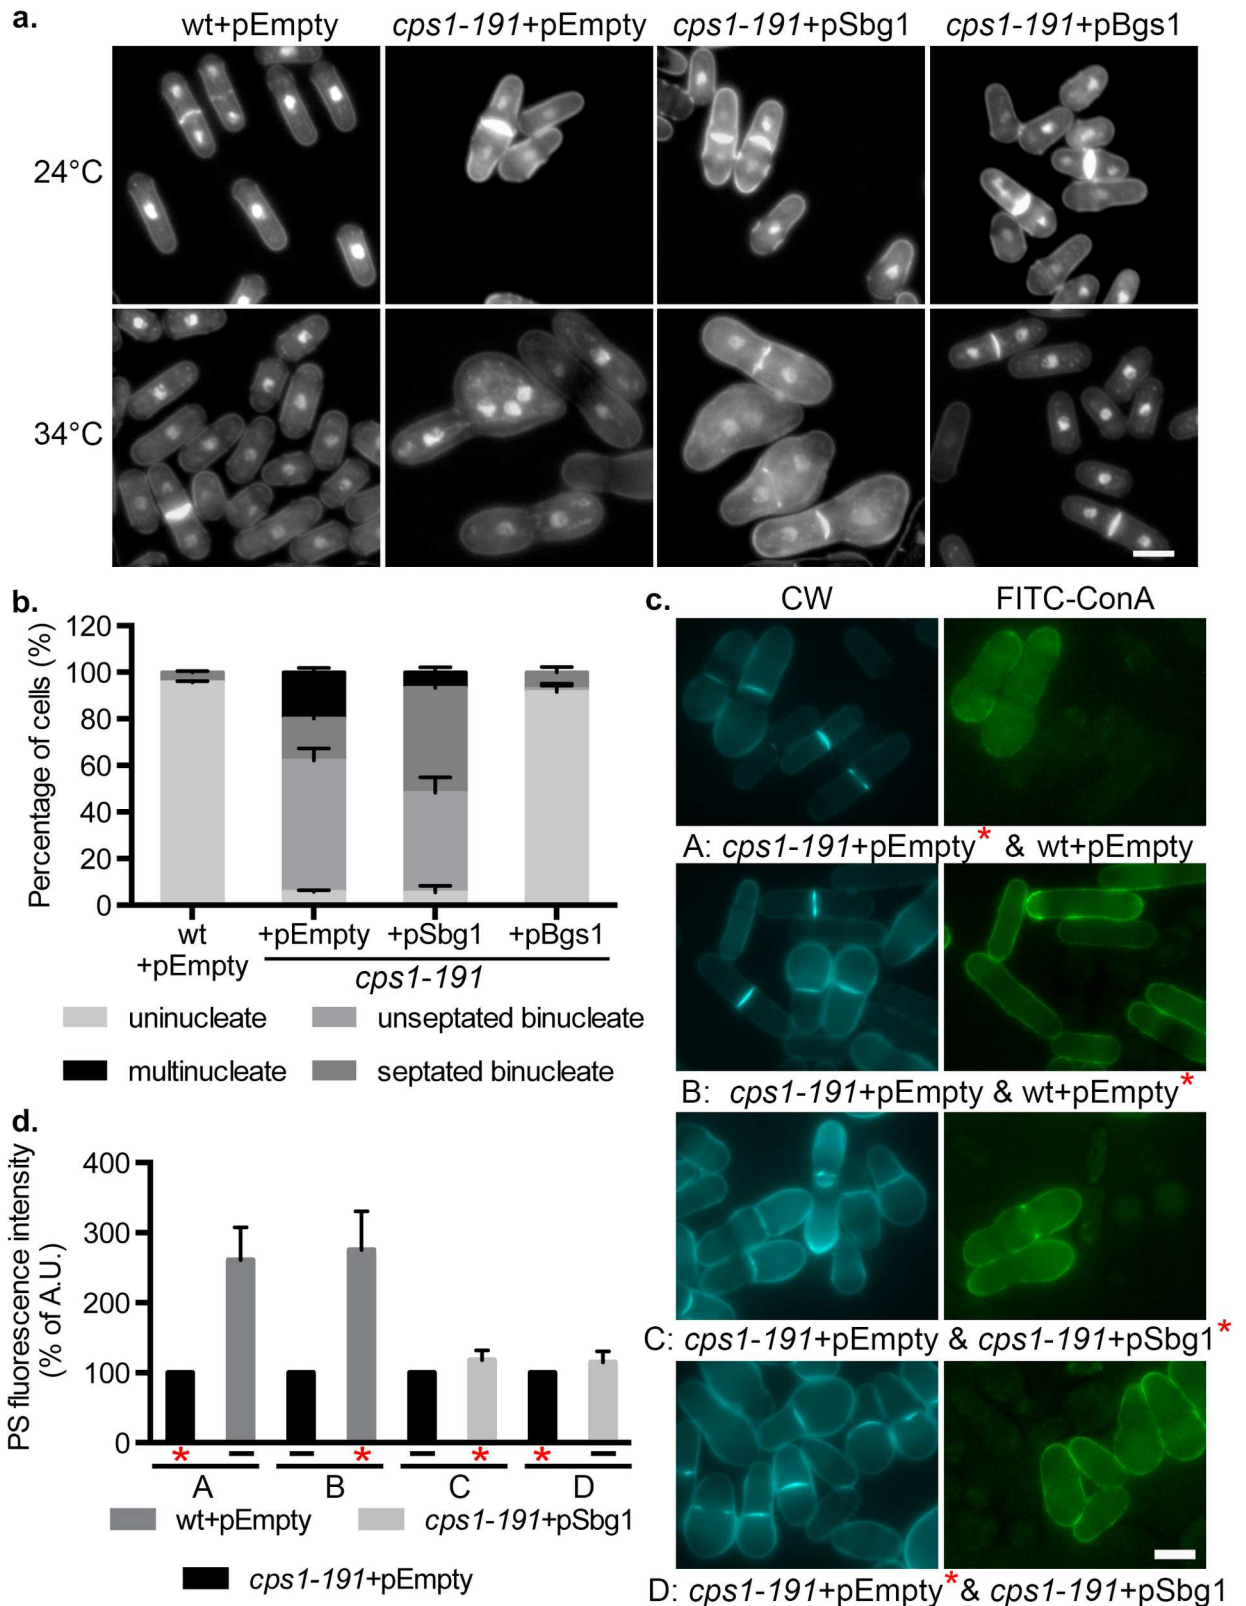 a.
wt+pEmpty
cps1-191+pEmpty
cps1-191+pSbg1
cps1-191+pBgs1
24°C
34°C
b.
Percentage of cells (%)
120
100
80
60
40
20
0
wt
+pEmpty
+pEmpty
+pSbg1
+pBgs1
cps1-191
uninucleate
unseptated binucleate
multinucleate
septated binucleate
c.
CW
FITC-ConA
A: cps1-191+pEmpty* & wt+pEmpty
B: cps1-191+pEmpty & wt+pEmpty*
C: cps1-191+pEmpty & cps1-191+pSbg1*
D: cps1-191+pEmpty*& cps1-191+pSbg1
d.
PS fluorescence intensity
(% of A.U.)
400
300
200
100
0
* – – * – * * –
A B C D
wt+pEmpty
cps1-191+pSbg1
cps1-191+pEmpty